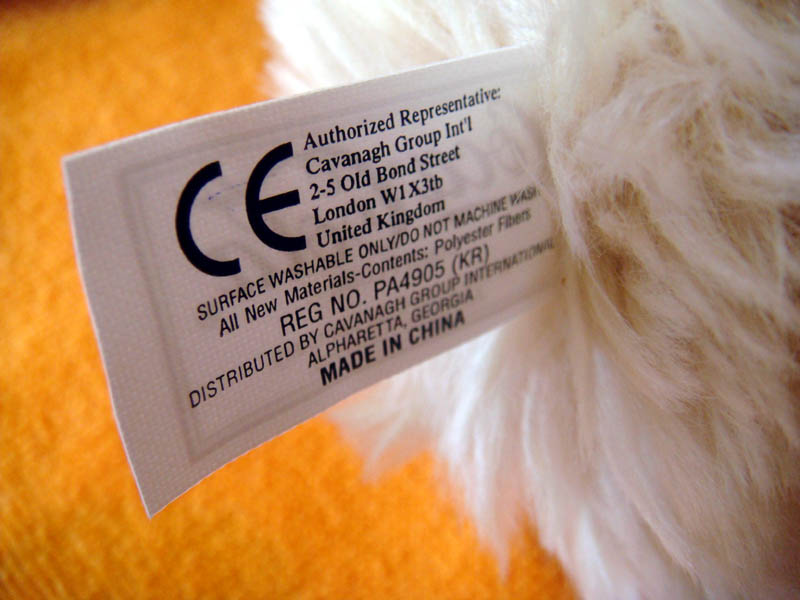 CE
Authorized Representative:
Cavanagh Group Int'l
2-5 Old Bond Street
London W1X3tb
United Kingdom
SURFACE WASHABLE ONLY/DO NOT MACHINE WASH
All New Materials-Contents: Polyester Fibers
REG NO. PA4905 (KR)
DISTRIBUTED BY CAVANAGH GROUP INTERNATIONAL
ALPHARETTA, GEORGIA
MADE IN CHINA